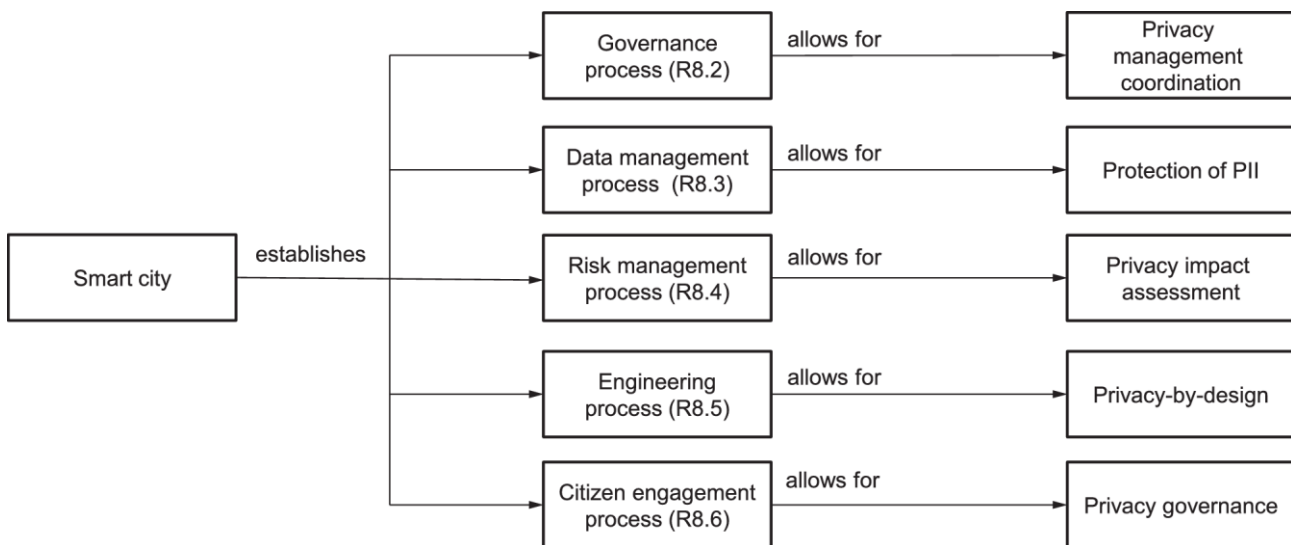 Governance
process (R8.2)
allows for
Privacy
management
coordination
Data management
process (R8.3)
allows for
Protection of PII
Smart city
establishes
Risk management
process (R8.4)
allows for
Privacy impact
assessment
Engineering
process (R8.5)
allows for
Privacy-by-design
Citizen engagement
process (R8.6)
allows for
Privacy governance